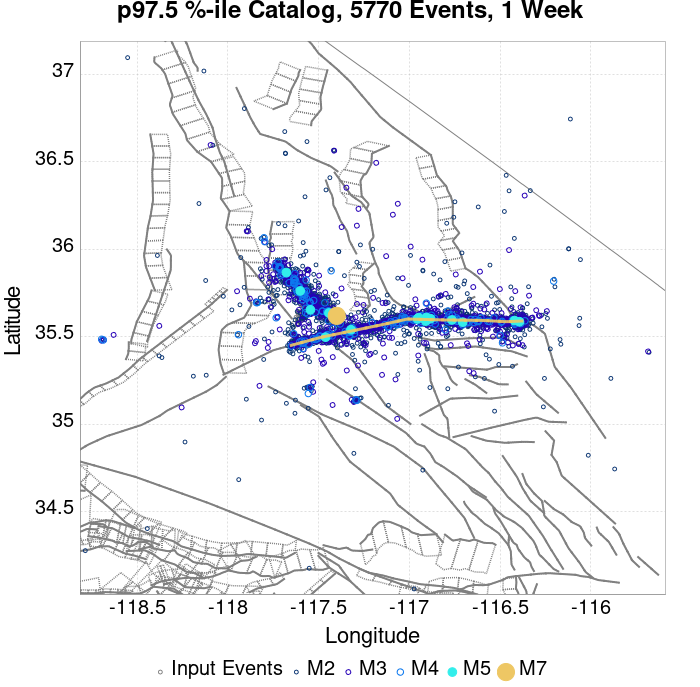 p97.5 %-ile Catalog, 5770 Events, 1 Week
37
36.5
36
35.5
35
34.5
Latitude
-118.5 -118 -117.5 -117 -116.5 -116
Longitude
Input Events M2 M3 M4 M5 M7